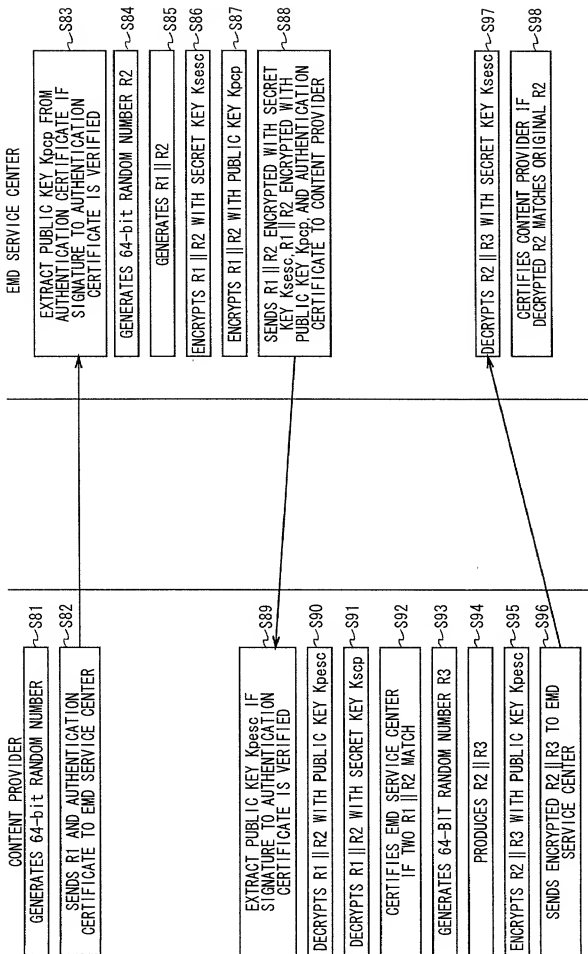 CONTENT PROVIDER
GENERATES 64-bit RANDOM NUMBER
S81
SENDS R1 AND AUTHENTICATION
CERTIFICATE TO EMD SERVICE CENTER
S82
EXTRACT PUBLIC KEY Kpesc IF
SIGNATURE TO AUTHENTICATION
CERTIFICATE IS VERIFIED
S89
DECRYPTS R1||R2 WITH PUBLIC KEY Kpesc
S90
DECRYPTS R1||R2 WITH SECRET KEY Kscp
S91
CERTIFIES EMD SERVICE CENTER
IF TWO R1||R2 MATCH
S92
GENERATES 64-BIT RANDOM NUMBER R3
S93
PRODUCES R2||R3
S94
ENCRYPTS R2||R3 WITH PUBLIC KEY Kpesc
S95
SENDS ENCRYPTED R2||R3 TO EMD
SERVICE CENTER
S96
EMD SERVICE CENTER
EXTRACT PUBLIC KEY Kpcp FROM
AUTHENTICATION CERTIFICATE IF
SIGNATURE TO AUTHENTICATION
CERTIFICATE IS VERIFIED
S83
GENERATES 64-bit RANDOM NUMBER R2
S84
GENERATES R1||R2
S85
ENCRYPTS R1||R2 WITH SECRET KEY Ksesc
S86
ENCRYPTS R1||R2 WITH PUBLIC KEY Kpcp
S87
SENDS R1||R2 ENCRYPTED WITH SECRET
KEY Ksesc, R1||R2 ENCRYPTED WITH
PUBLIC KEY Kpcp, AND AUTHENTICATION
CERTIFICATE TO CONTENT PROVIDER
S88
DECRYPTS R2||R3 WITH SECRET KEY Ksesc
S97
CERTIFIES CONTENT PROVIDER IF
DECRYPTED R2 MATCHES ORIGINAL R2
S98